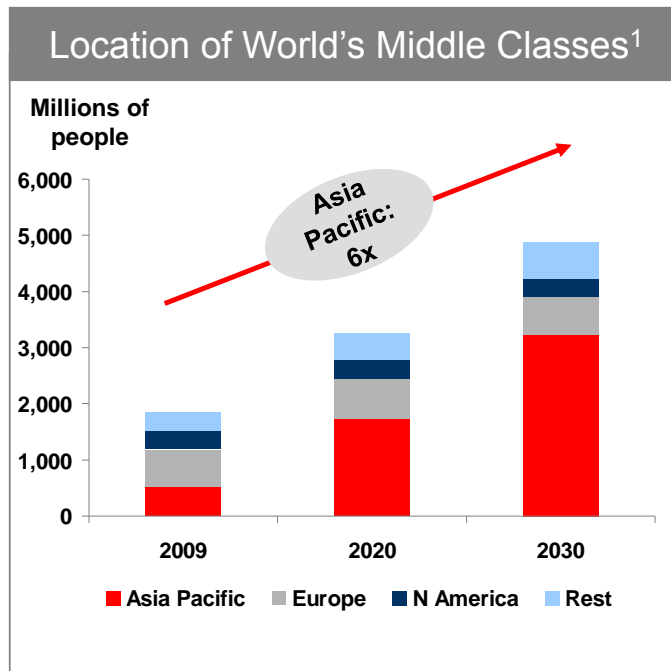 Location of World's Middle Classes¹
Millions of
people
6,000
5,000
4,000
3,000
2,000
1,000
0
Asia
Pacific:
6x
2009 2020 2030
Asia Pacific Europe N America Rest